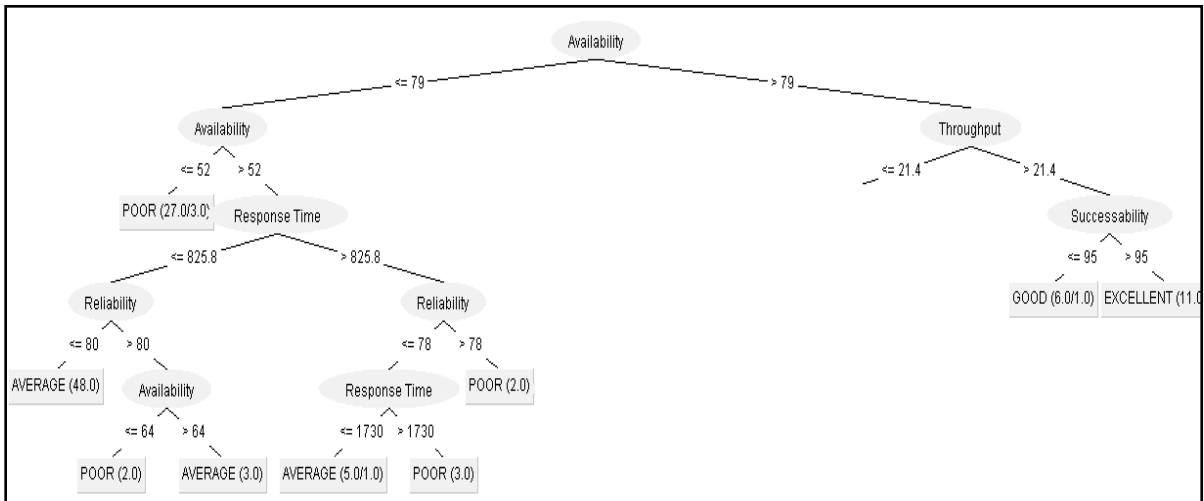 Availability
<= 79 > 79
Availability Throughput
<= 52 > 52 <= 21.4 > 21.4
POOR (27.0/3.0) Response Time Successability
<= 825.8 > 825.8 <= 95 > 95
Reliability Reliability GOOD (6.0/1.0) EXCELLENT (11.0
<= 80 > 80 <= 78 > 78
AVERAGE (48.0) Availability Response Time POOR (2.0)
<= 64 > 64 <= 1730 > 1730
POOR (2.0) AVERAGE (3.0) AVERAGE (5.0/1.0) POOR (3.0)